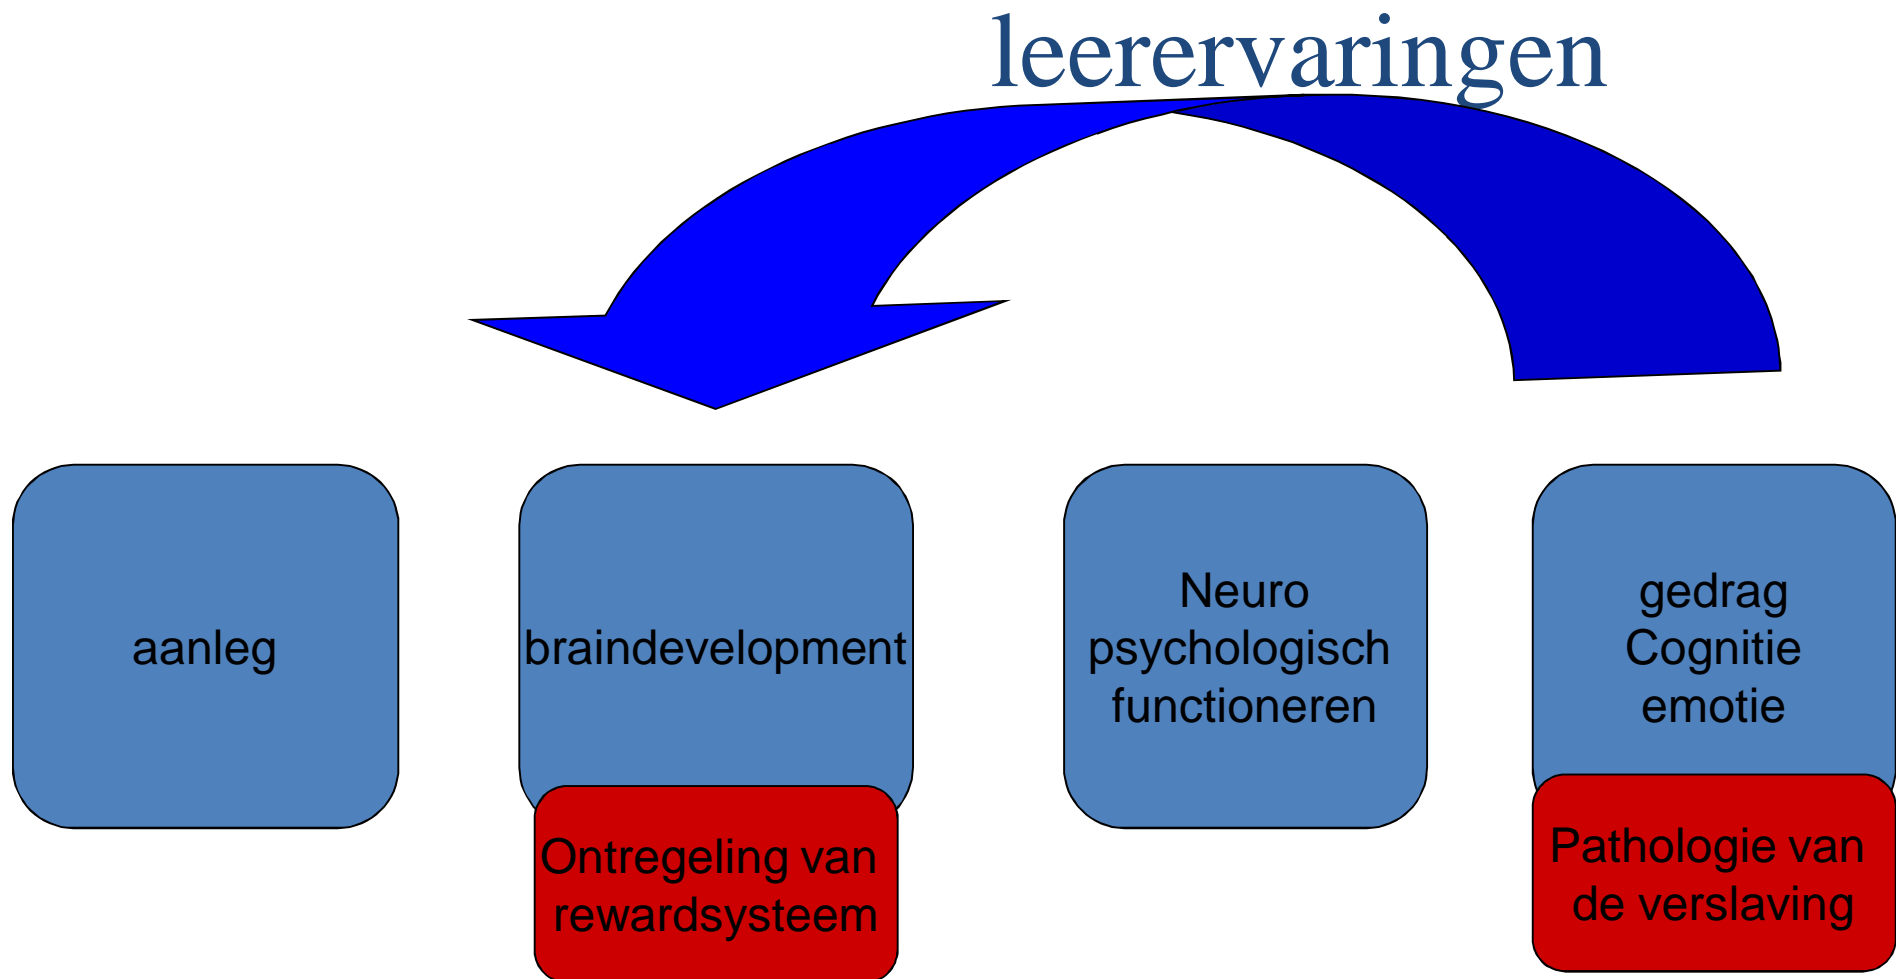 leerervaringen
aanleg
braindevelopment
Neuro
psychologisch
functioneren
gedrag
Cognitie
emotie
Ontregeling van
rewardsysteem
Pathologie van
de verslaving